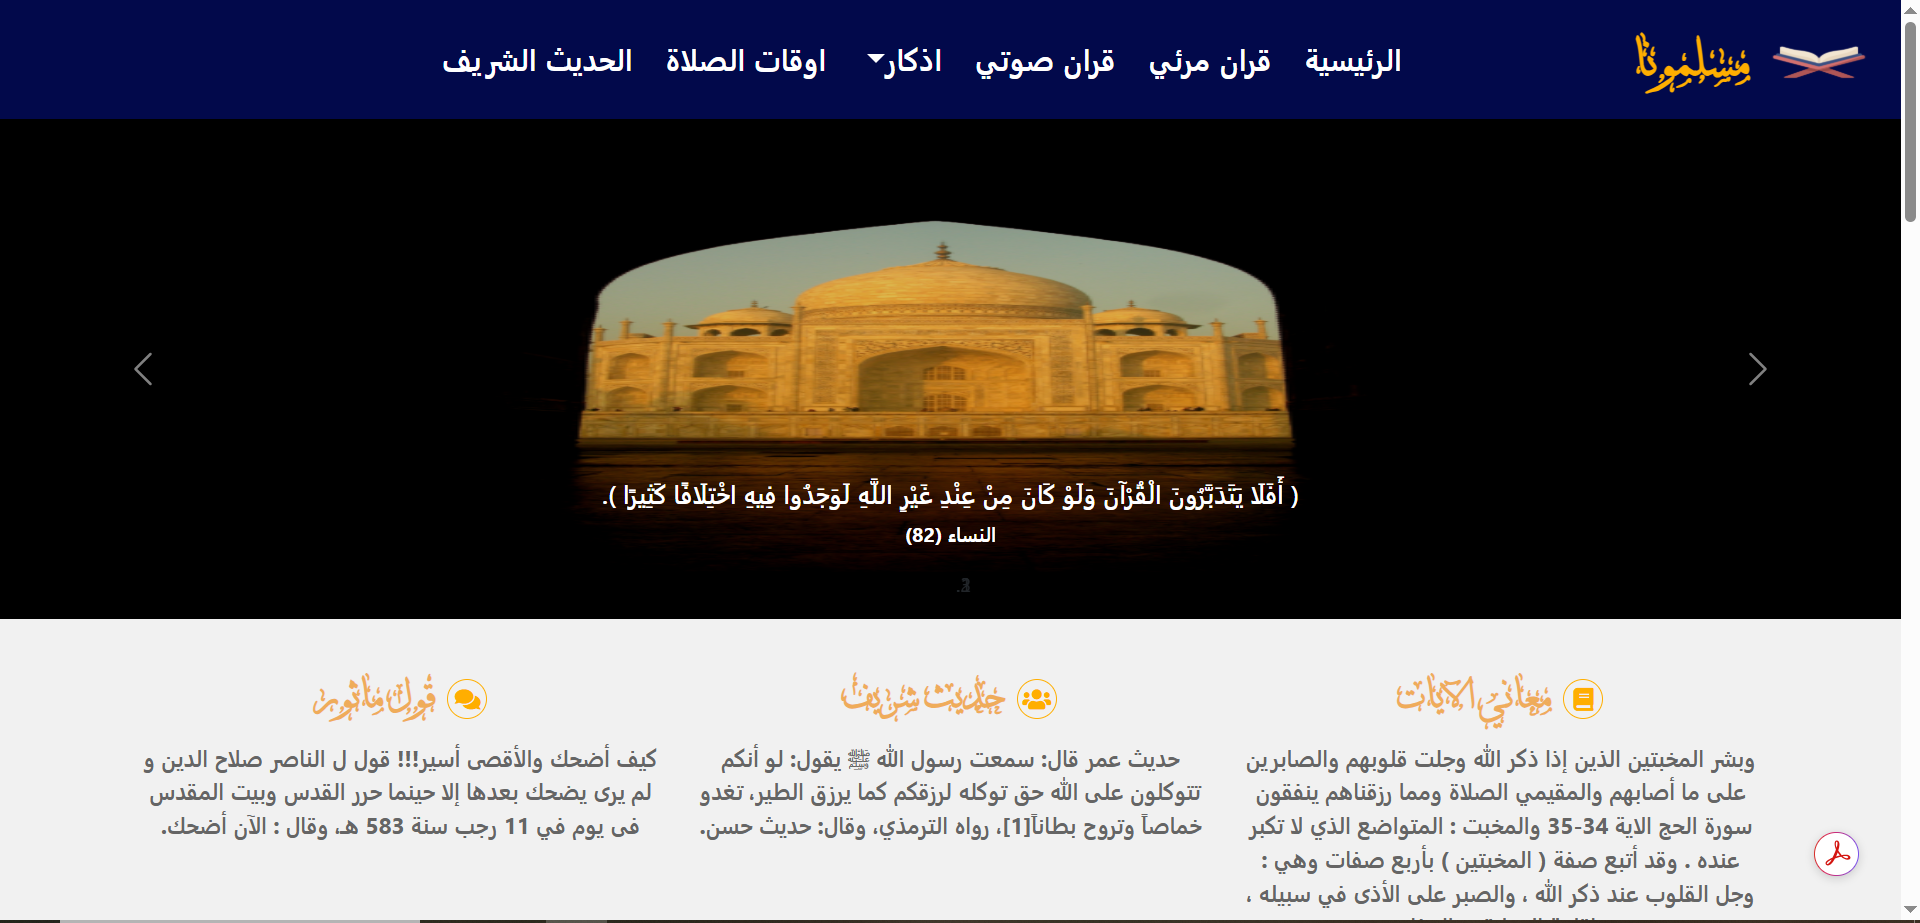 مسلمونا
الرئيسية
قران مرئي
قران صوتي
اذكار
اوقات الصلاة
الحديث الشريف
( أَفَلَا يَتَدَبَّرُونَ الْقُرْآنَ وَلَوْ كَانَ مِنْ عِنْدِ غَيْرِ اللَّهِ لَوَجَدُوا فِيهِ اخْتِلَافًا كَثِيرًا ).
النساء (82)
معاني الايات
وبشر المخبتين الذين إذا ذكر الله وجلت قلوبهم والصابرين
على ما أصابهم والمقيمي الصلاة ومما رزقناهم ينفقون
سورة الحج الاية 34-35 والمخبت : المتواضع الذي لا تكبر
عنده . وقد أتبع صفة ( المخبتين ) بأربع صفات وهي :
وجل القلوب عند ذكر الله ، والصبر على الأذى في سبيله ،
حديث شريف
حديث عمر قال: سمعت رسول الله ﷺ يقول: لو أنكم
تتوكلون على الله حق توكله لرزقكم كما يرزق الطير، تغدو
خماصاً وتروح بطاناً[1]، رواه الترمذي، وقال: حديث حسن.
قول ماثور
كيف أضحك والأقصى أسير!!! قول ل الناصر صلاح الدين و
لم يرى يضحك بعدها إلا حينما حرر القدس وبيت المقدس
فى يوم في 11 رجب سنة 583 هـ، وقال : الآن أضحك.